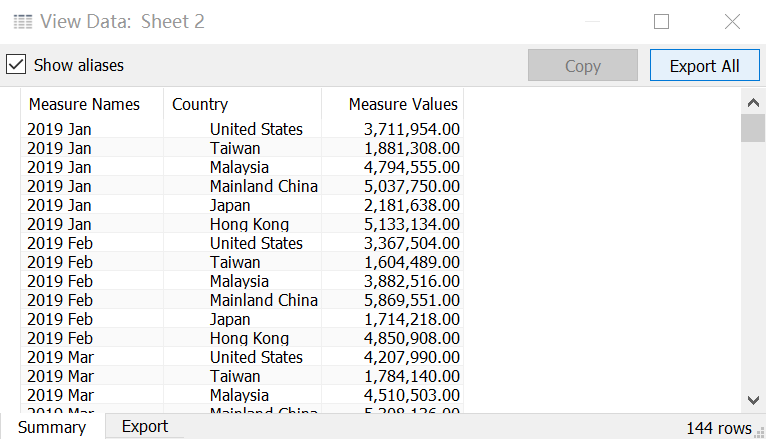 View Data: Sheet 2
Show aliases
Copy
Export All
Measure Names Country Measure Values
2019 Jan United States 3,711,954.00
2019 Jan Taiwan 1,881,308.00
2019 Jan Malaysia 4,794,555.00
2019 Jan Mainland China 5,037,750.00
2019 Jan Japan 2,181,638.00
2019 Jan Hong Kong 5,133,134.00
2019 Feb United States 3,367,504.00
2019 Feb Taiwan 1,604,489.00
2019 Feb Malaysia 3,882,516.00
2019 Feb Mainland China 5,869,551.00
2019 Feb Japan 1,714,218.00
2019 Feb Hong Kong 4,850,908.00
2019 Mar United States 4,207,990.00
2019 Mar Taiwan 1,784,140.00
2019 Mar Malaysia 4,510,503.00
2019 Mar Mainland China
Summary Export 144 rows